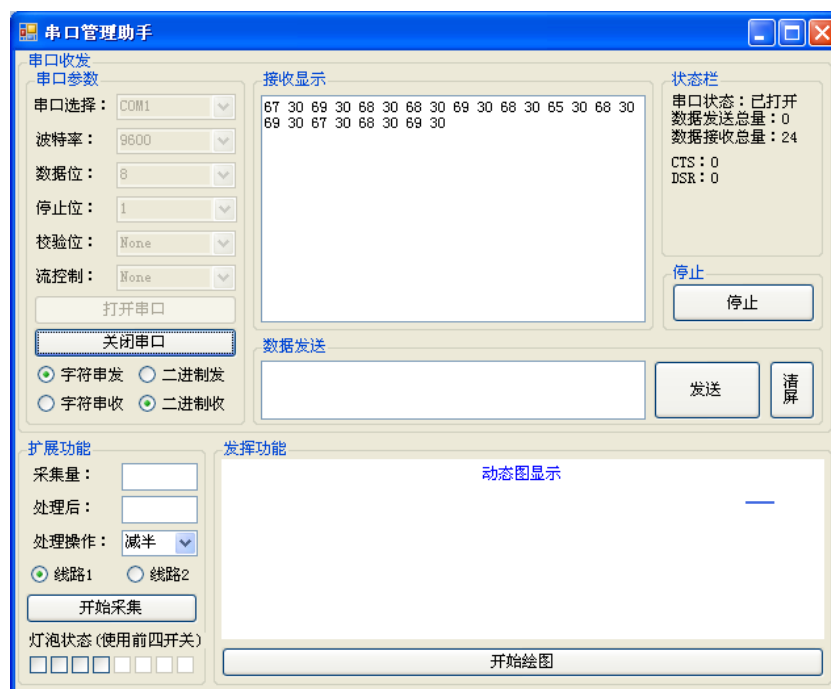 串口管理助手
串口收发
串口参数
串口选择：
COM1
波特率：
9600
数据位：
8
停止位：
1
校验位：
None
流控制：
None
打开串口
关闭串口
字符串发
二进制发
字符串收
二进制收
接收显示
67 30 69 30 68 30 68 30 69 30 68 30 65 30 68 30
69 30 67 30 68 30 69 30
状态栏
串口状态：已打开
数据发送总量：0
数据接收总量：24
CTS：0
DSR：0
停止
停止
数据发送
发送
清屏
扩展功能
采集量：
处理后：
处理操作：
减半
线路1
线路2
开始采集
灯泡状态(使用前四开关)
发挥功能
动态图显示
开始绘图